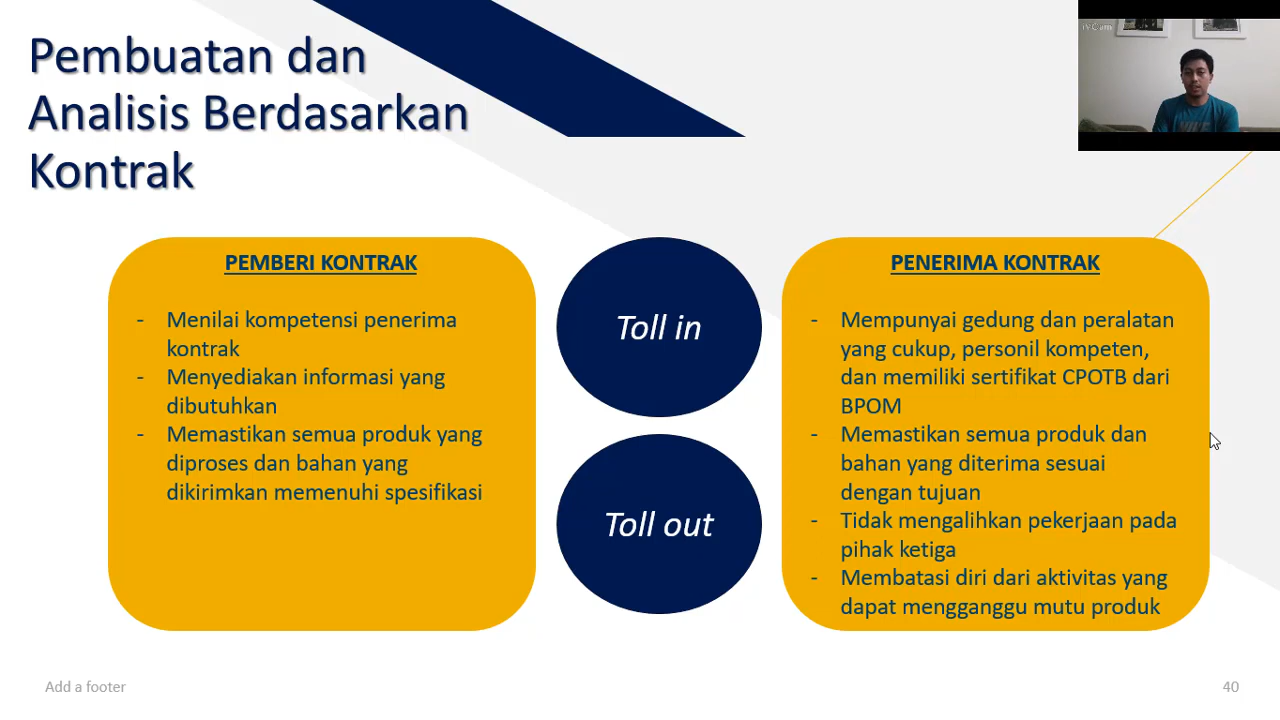 Pembuatan dan
Analisis Berdasarkan
Kontrak
PEMBERI KONTRAK
- Menilai kompetensi penerima
kontrak
- Menyediakan informasi yang
dibutuhkan
- Memastikan semua produk yang
diproses dan bahan yang
dikirimkan memenuhi spesifikasi
Toll in
Toll out
PENERIMA KONTRAK
- Mempunyai gedung dan peralatan
yang cukup, personil kompeten,
dan memiliki sertifikat CPOTB dari
BPOM
- Memastikan semua produk dan
bahan yang diterima sesuai
dengan tujuan
- Tidak mengalihkan pekerjaan pada
pihak ketiga
- Membatasi diri dari aktivitas yang
dapat mengganggu mutu produk
Add a footer
40